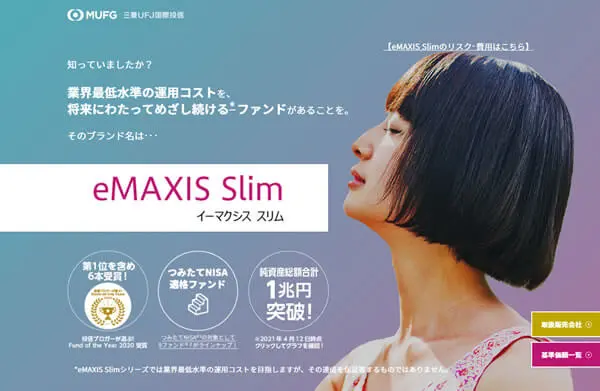 MUFG 三菱UFJ国際投信
【eMAXIS Slimのリスク・費用はこちら】
知っていましたか？
業界最低水準の運用コストを、
将来にわたってめざし続ける※ファンドがあることを。
そのブランド名は･･･
eMAXIS Slim
イーマクシス スリム
第1位を含め
6本受賞！
投信ブロガーが選ぶ！
Fund of the Year 2020 受賞
つみたてNISA
適格ファンド
つみたてNISA
の対象として
ファンド
がラインナップ！
純資産総額合計
1兆円
突破！
※2021年4月12日時点
クリックしてグラフを確認！
取扱販売会社
基準価額一覧
*eMAXIS Slimシリーズでは業界最低水準の運用コストを目指しますが、その達成を保証するものではありません。